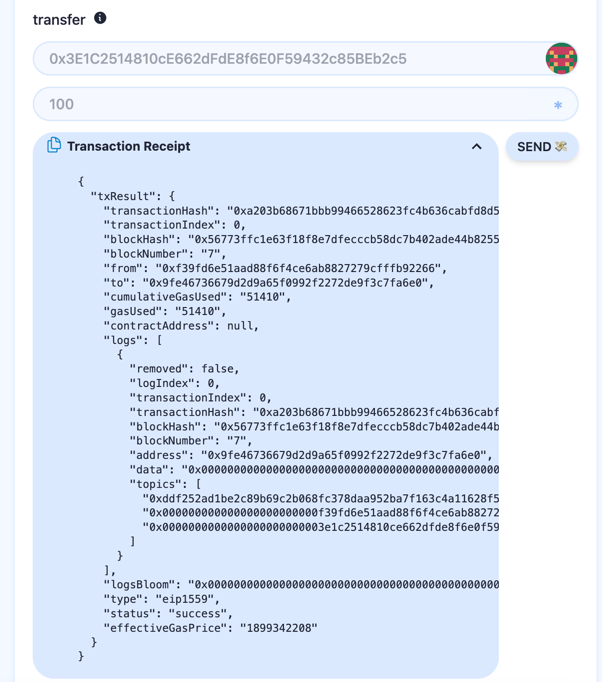 transfer
0x3E1C2514810cE662dFdE8f6E0F59432c85BEb2c5
100 *
Transaction Receipt
SEND 💸
{
"txResult": {
"transactionHash": "0xa203b68671bbb99466528623fc4b636cabfd8d5
"transactionIndex": 0,
"blockHash": "0x56773ffc1e63f18f8e7dfecccb58dc7b402ade44b8255
"blockNumber": "7",
"from": "0xf39fd6e51aad88f6f4ce6ab8827279cfffb92266",
"to": "0x9fe46736679d2d9a65f0992f2272de9f3c7fa6e0",
"cumulativeGasUsed": "51410",
"gasUsed": "51410",
"contractAddress": null,
"logs": [
{
"removed": false,
"logIndex": 0,
"transactionIndex": 0,
"transactionHash": "0xa203b68671bbb99466528623fc4b636cabf
"blockHash": "0x56773ffc1e63f18f8e7dfecccb58dc7b402ade44b
"blockNumber": "7",
"address": "0x9fe46736679d2d9a65f0992f2272de9f3c7fa6e0",
"data": "0x00000000000000000000000000000000000000000000000
"topics": [
"0xddf252ad1be2c89b69c2b068fc378daa952ba7f163c4a11628f5
"0x000000000000000000000000f39fd6e51aad88f6f4ce6ab88272
"0x0000000000000000000000003e1c2514810ce662dfde8f6e0f59
]
}
],
"logsBloom": "0x00000000000000000000000000000000000000000000000
"type": "eip1559",
"status": "success",
"effectiveGasPrice": "1899342208"
}
}